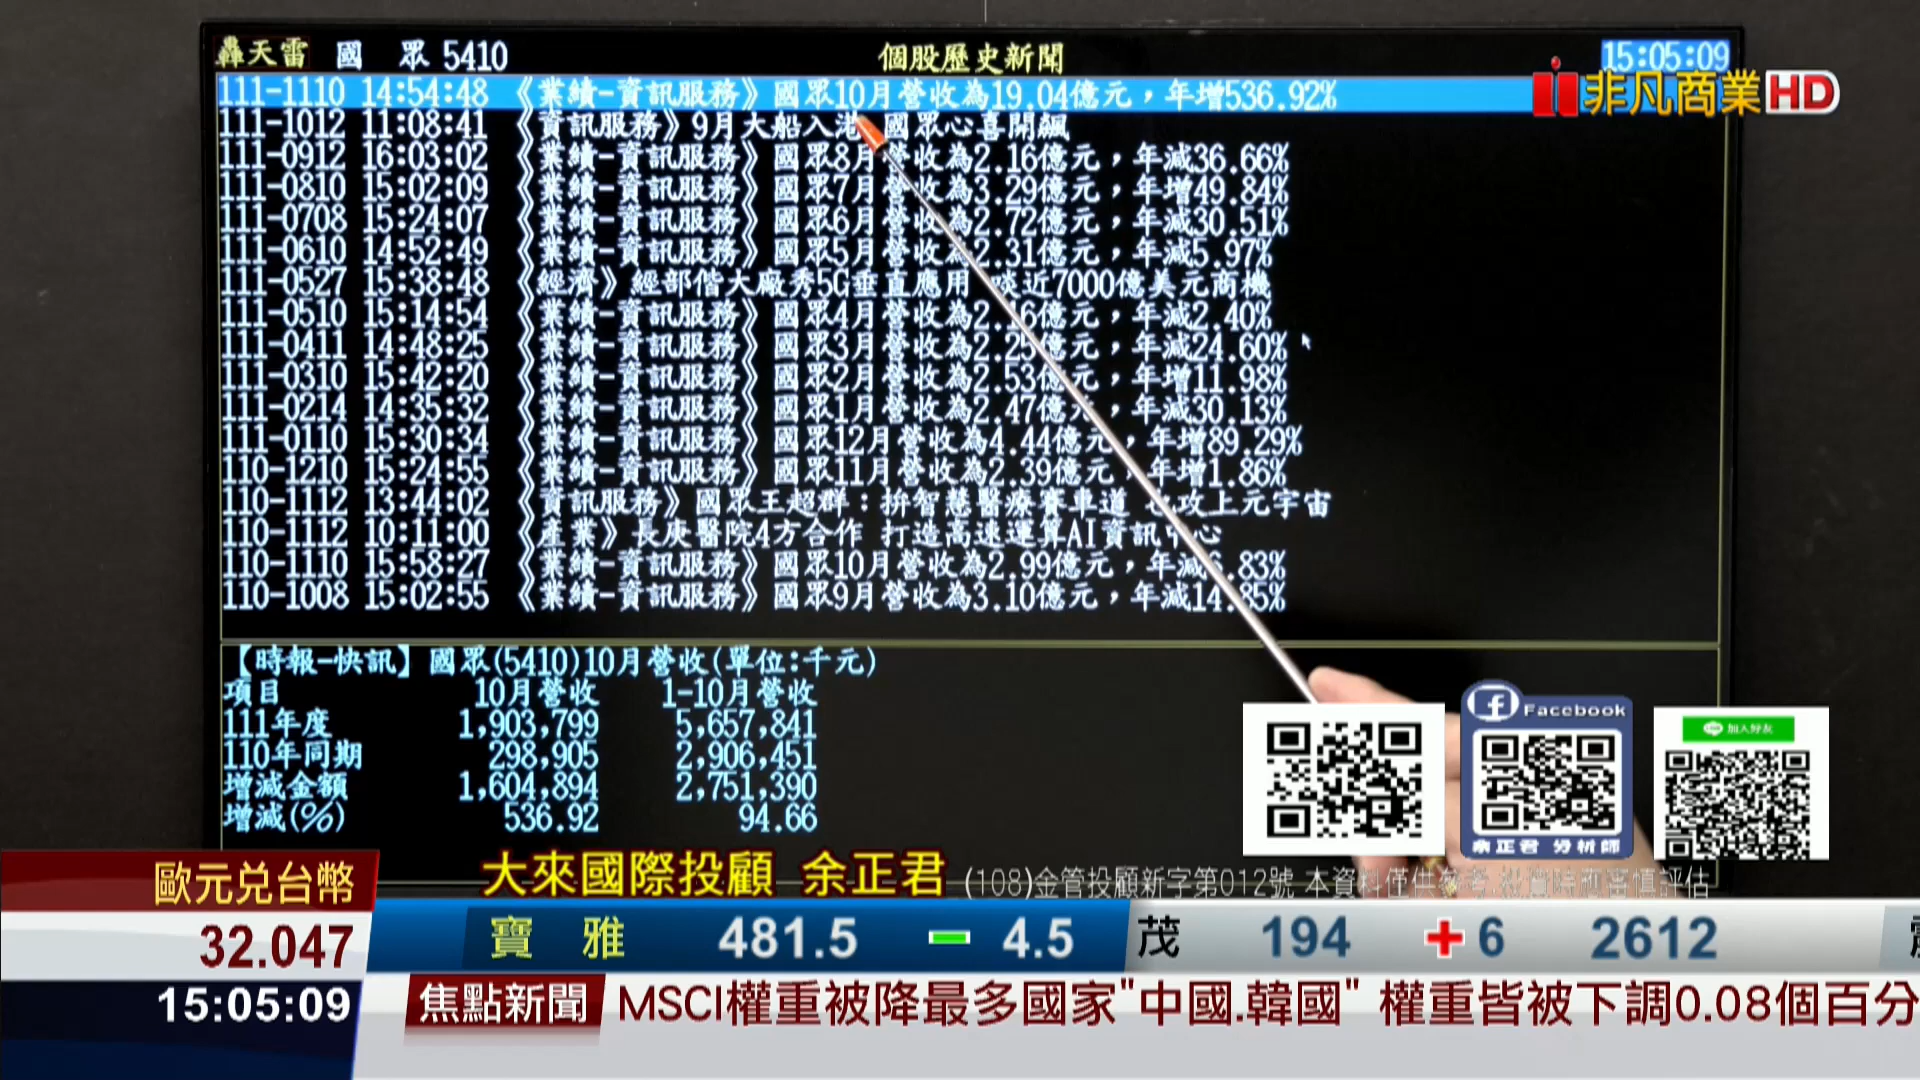 轟天雷 國 眾 5410 個股歷史新聞 15:05:09
非凡商業HD
111-1110 14:54:48 《業績-資訊服務》國眾10月營收為19.04億元，年增536.92%
111-1012 11:08:41 《資訊服務》9月大船入港 國眾心喜開飆
111-0912 16:03:02 《業績-資訊服務》國眾8月營收為2.16億元，年減36.66%
111-0810 15:02:09 《業績-資訊服務》國眾7月營收為3.29億元，年增49.84%
111-0708 15:24:07 《業績-資訊服務》國眾6月營收為2.72億元，年減30.51%
111-0610 14:52:49 《業績-資訊服務》國眾5月營收為2.31億元，年減5.97%
111-0527 15:38:48 《經濟》經部偕大廠秀5G垂直應用 啖近7000億美元商機
111-0510 15:14:54 《業績-資訊服務》國眾4月營收為2.16億元，年減2.40%
111-0411 14:48:25 《業績-資訊服務》國眾3月營收為2.25億元，年減24.60%
111-0310 15:42:20 《業績-資訊服務》國眾2月營收為2.53億元，年增11.98%
111-0214 14:35:32 《業績-資訊服務》國眾1月營收為2.47億元，年減30.13%
111-0110 15:30:34 《業績-資訊服務》國眾12月營收為4.44億元，年增89.29%
110-1210 15:24:55 《業績-資訊服務》國眾11月營收為2.39億元，年增1.86%
110-1112 13:44:02 《資訊服務》國眾王超群：拚智慧醫療賽車道 也攻上元宇宙
110-1112 10:11:00 《產業》長庚醫院4方合作 打造高速運算AI資訊中心
110-1110 15:58:27 《業績-資訊服務》國眾10月營收為2.99億元，年減6.83%
110-1008 15:02:55 《業績-資訊服務》國眾9月營收為3.10億元，年減14.85%
【時報-快訊】國眾(5410)10月營收(單位:千元)
項目 10月營收 1-10月營收
111年度 1,903,799 5,657,841
110年同期 298,905 2,906,451
增減金額 1,604,894 2,751,390
增減(%) 536.92 94.66
Facebook
余正君 分析師
加入好友
大來國際投顧 余正君 (108)金管投顧新字第012號 本資料僅供參考,投資時應審慎評估
歐元兌台幣
32.047
15:05:09
寶 雅 481.5 － 4.5 茂 194 ＋ 6 2612
焦點新聞 MSCI權重被降最多國家"中國.韓國" 權重皆被下調0.08個百分